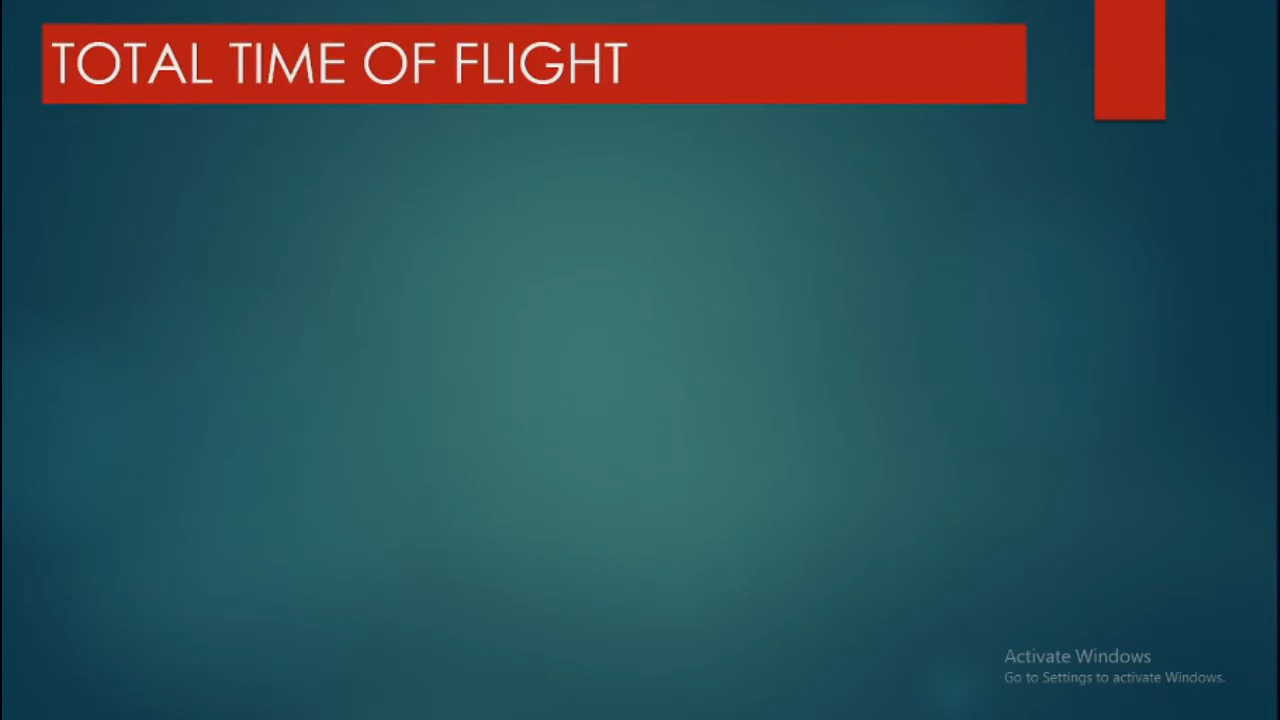 TOTAL TIME OF FLIGHT
Activate Windows
Go to Settings to activate Windows.